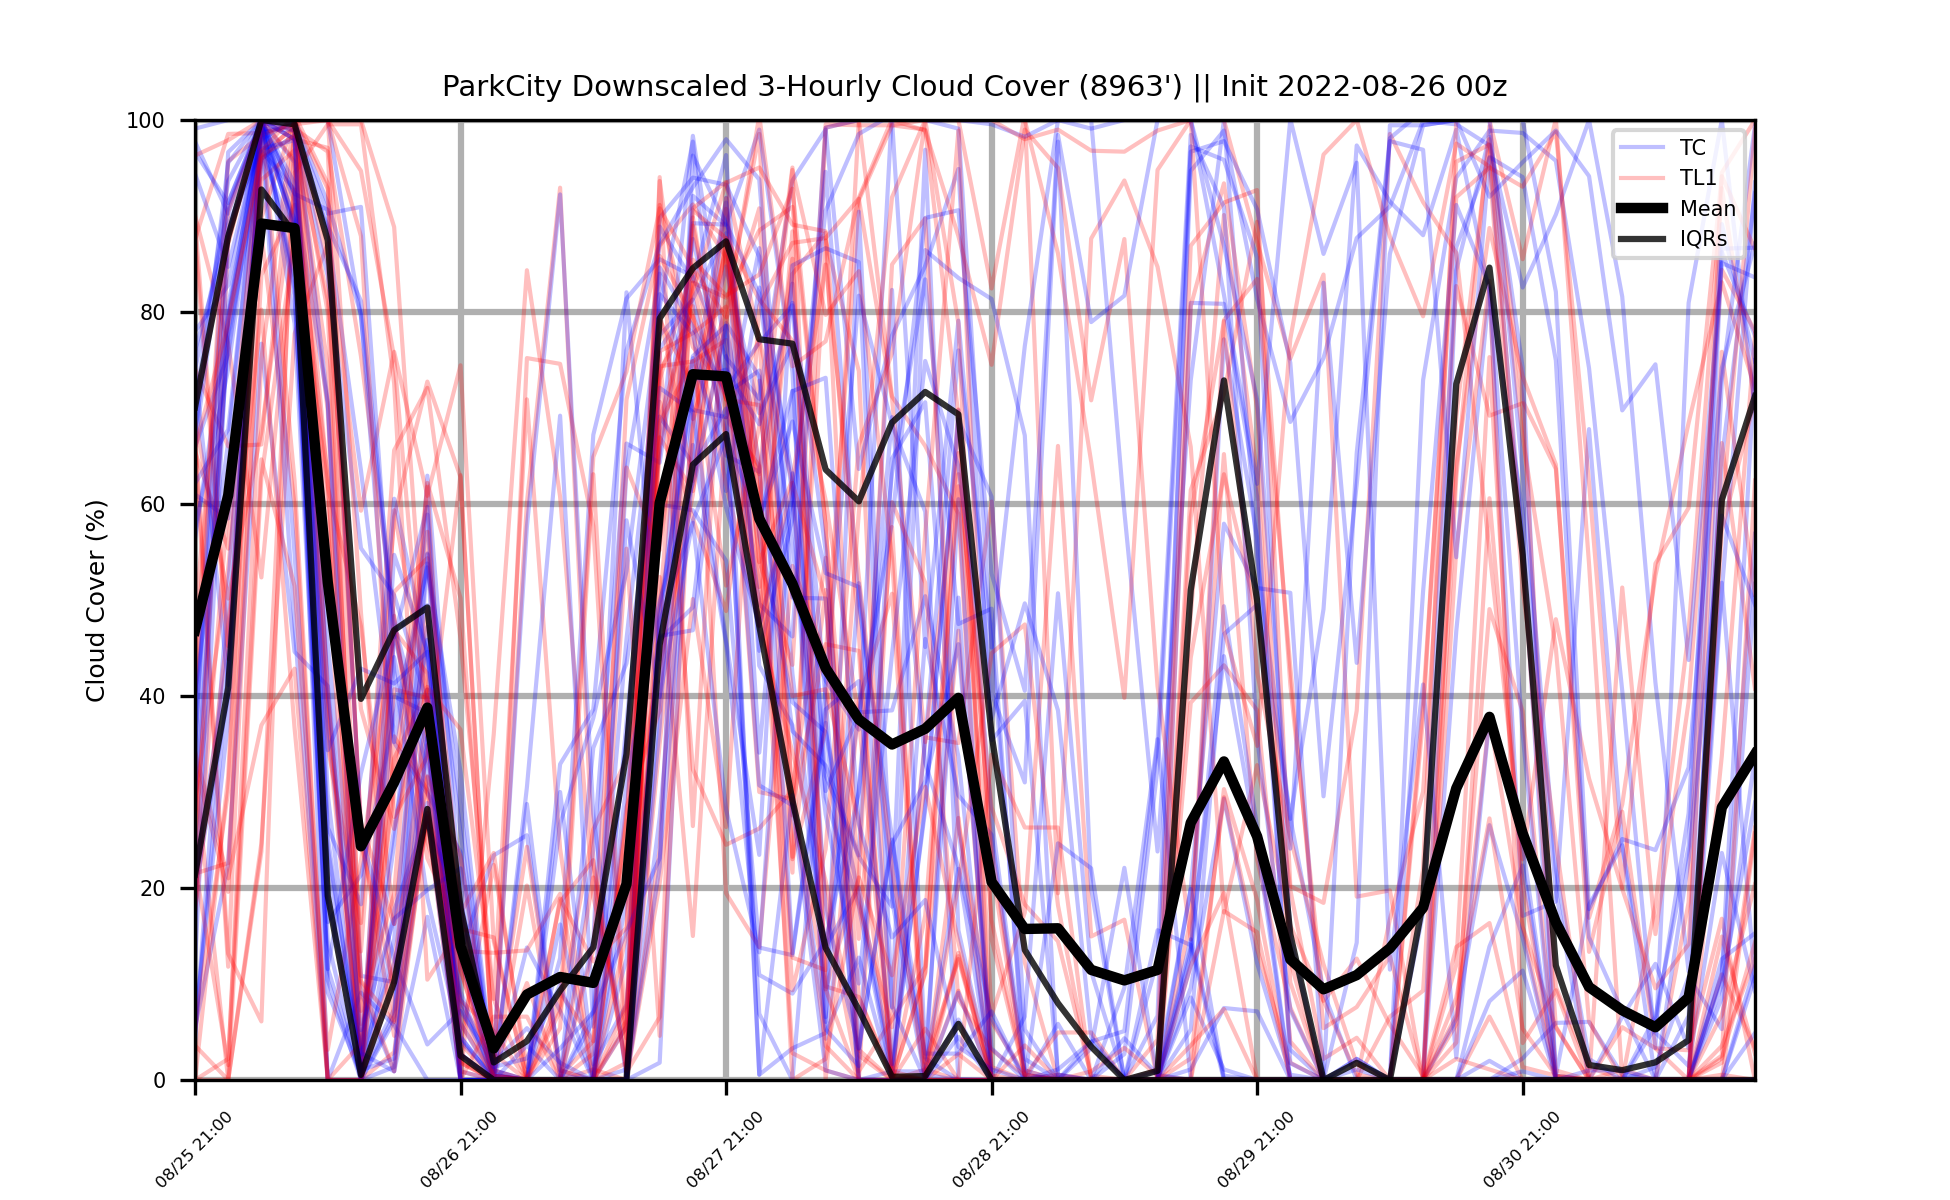 ParkCity Downscaled 3-Hourly Cloud Cover (8963') || Init 2022-08-26 00z
Cloud Cover (%)
100
80
60
40
20
0
TC
TL1
Mean
IQRs
08/25 21:00
08/26 21:00
08/27 21:00
08/28 21:00
08/29 21:00
08/30 21:00